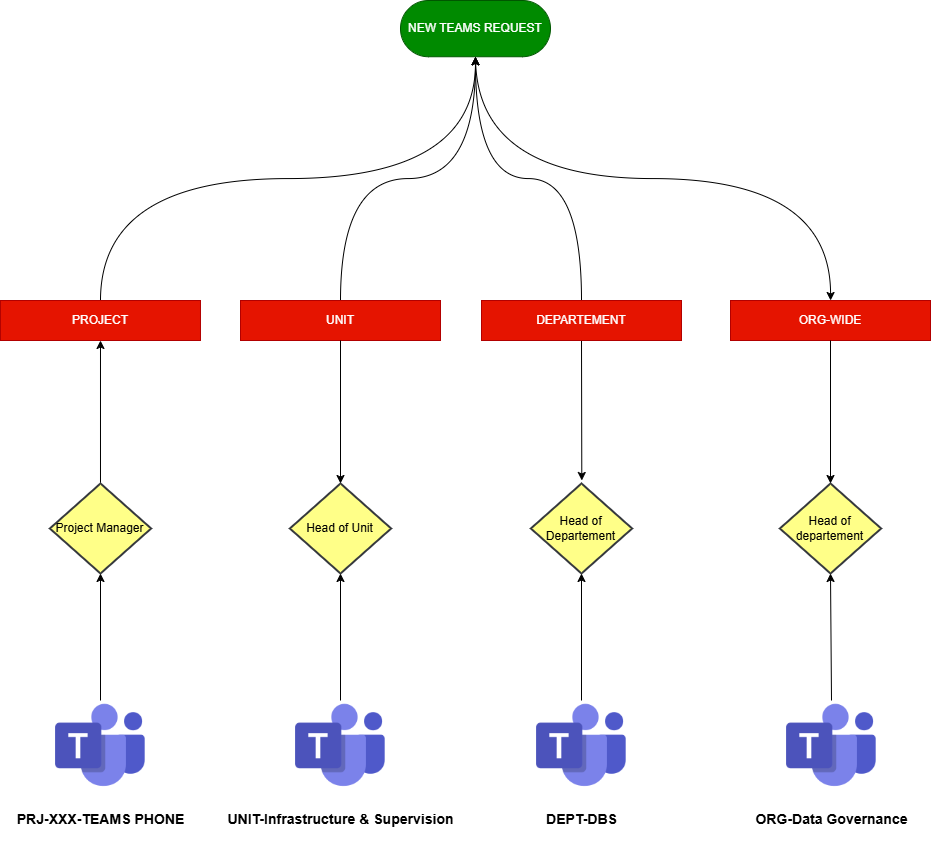 NEW TEAMS REQUEST
PROJECT
UNIT
DEPARTEMENT
ORG-WIDE
Project Manager
Head of Unit
Head of
Departement
Head of
departement
T
T
T
T
PRJ-XXX-TEAMS PHONE
UNIT-Infrastructure & Supervision
DEPT-DBS
ORG-Data Governance